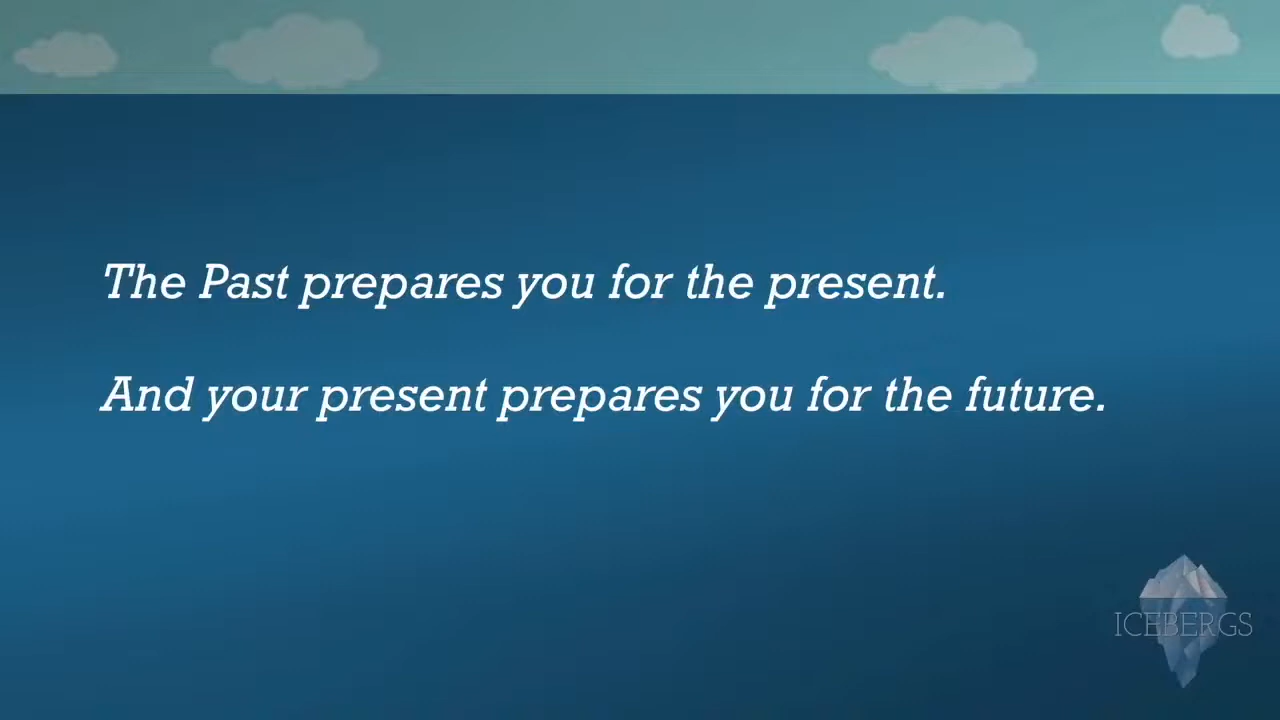 The Past prepares you for the present.
And your present prepares you for the future.
ICEBERGS